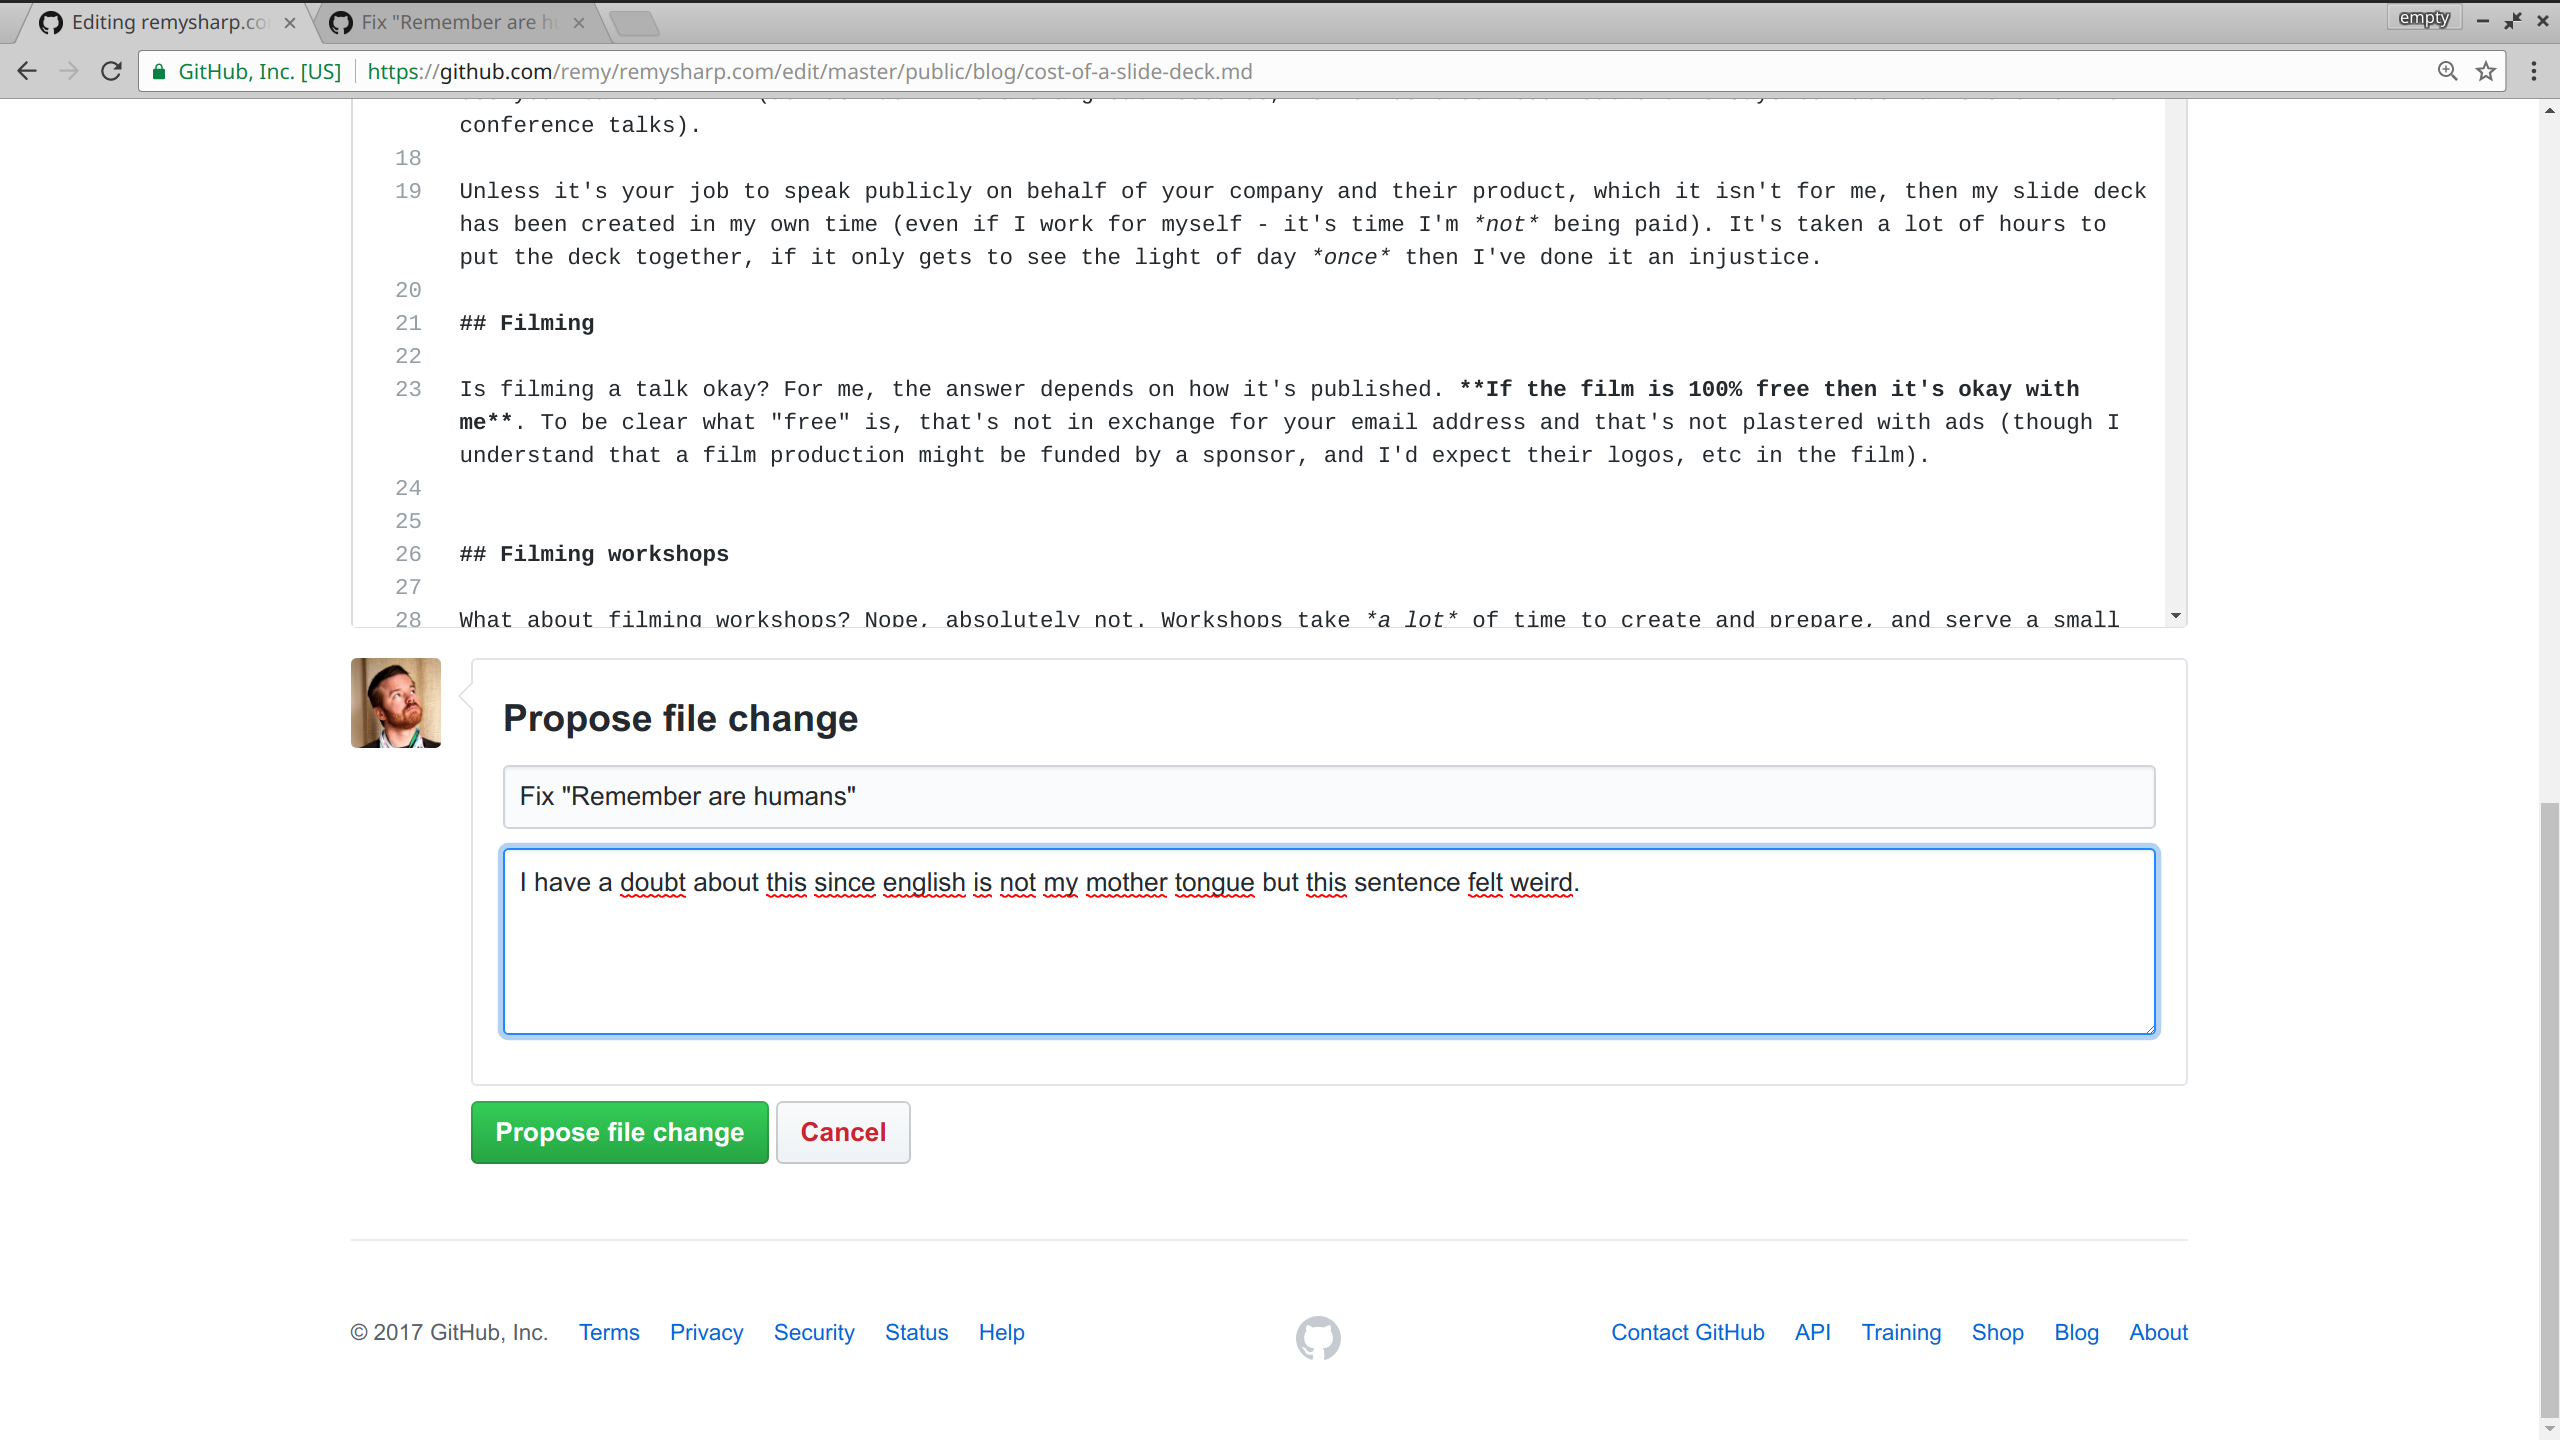 Editing remysharp.co
Fix "Remember are hu
empty
GitHub, Inc. [US]
https://github.com/remy/remysharp.com/edit/master/public/blog/cost-of-a-slide-deck.md
conference talks).
18
19 Unless it's your job to speak publicly on behalf of your company and their product, which it isn't for me, then my slide deck
has been created in my own time (even if I work for myself - it's time I'm *not* being paid). It's taken a lot of hours to
put the deck together, if it only gets to see the light of day *once* then I've done it an injustice.
20
21 ## Filming
22
23 Is filming a talk okay? For me, the answer depends on how it's published. **If the film is 100% free then it's okay with
me**. To be clear what "free" is, that's not in exchange for your email address and that's not plastered with ads (though I
understand that a film production might be funded by a sponsor, and I'd expect their logos, etc in the film).
24
25
26 ## Filming workshops
27
28 What about filming workshops? Nope, absolutely not. Workshops take *a lot* of time to create and prepare, and serve a small
Propose file change
Fix "Remember are humans"
I have a doubt about this since english is not my mother tongue but this sentence felt weird.
Propose file change
Cancel
© 2017 GitHub, Inc. Terms Privacy Security Status Help
Contact GitHub API Training Shop Blog About